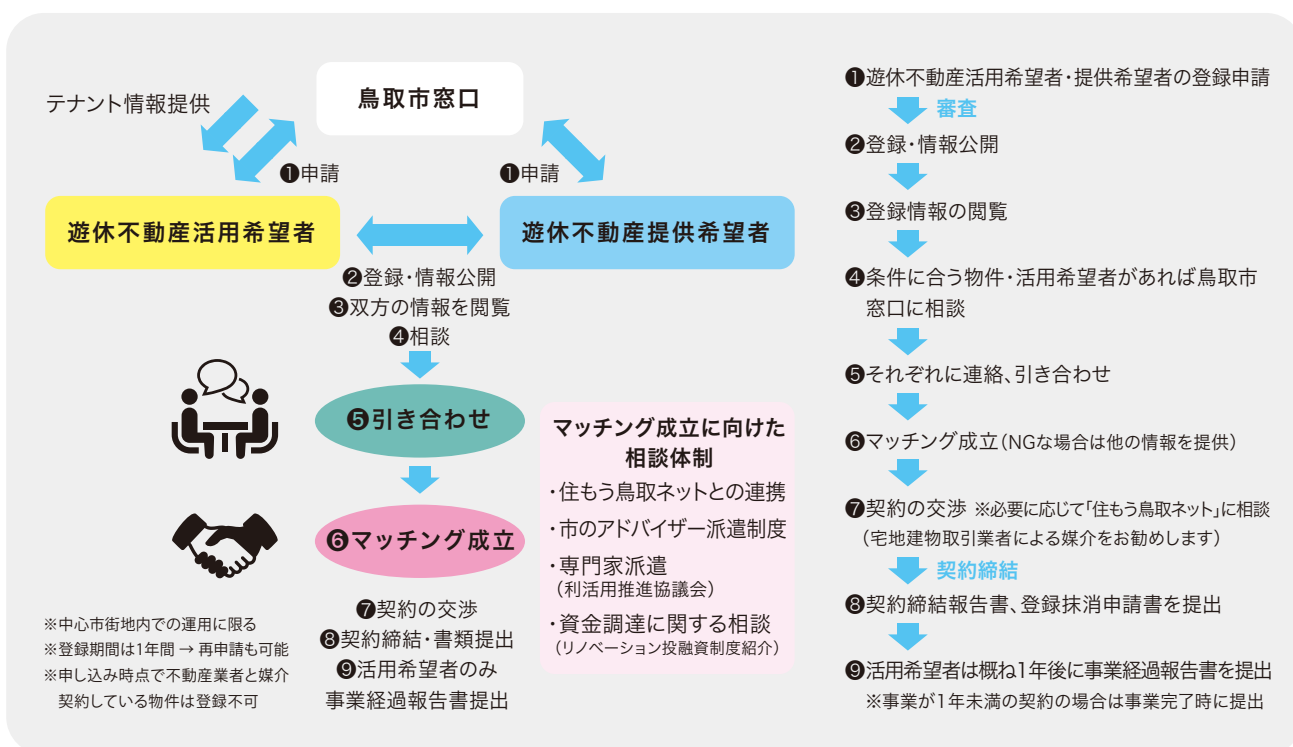 テナント情報提供
鳥取市窓口
❶申請
❶申請
遊休不動産活用希望者
遊休不動産提供希望者
❷登録・情報公開
❸双方の情報を閲覧
❹相談
❺引き合わせ
❻マッチング成立
❼契約の交渉
❽契約締結・書類提出
❾活用希望者のみ
事業経過報告書提出
マッチング成立に向けた
相談体制
・住もう鳥取ネットとの連携
・市のアドバイザー派遣制度
・専門家派遣
（利活用推進協議会）
・資金調達に関する相談
（リノベーション投融資制度紹介）
※中心市街地内での運用に限る
※登録期間は1年間 → 再申請も可能
※申し込み時点で不動産業者と媒介
契約している物件は登録不可
❶遊休不動産活用希望者・提供希望者の登録申請
審査
❷登録・情報公開
❸登録情報の閲覧
❹条件に合う物件・活用希望者があれば鳥取市
窓口に相談
❺それぞれに連絡、引き合わせ
❻マッチング成立（NGな場合は他の情報を提供）
❼契約の交渉 ※必要に応じて「住もう鳥取ネット」に相談
（宅地建物取引業者による媒介をお勧めします）
契約締結
❽契約締結報告書、登録抹消申請書を提出
❾活用希望者は概ね1年後に事業経過報告書を提出
※事業が1年未満の契約の場合は事業完了時に提出